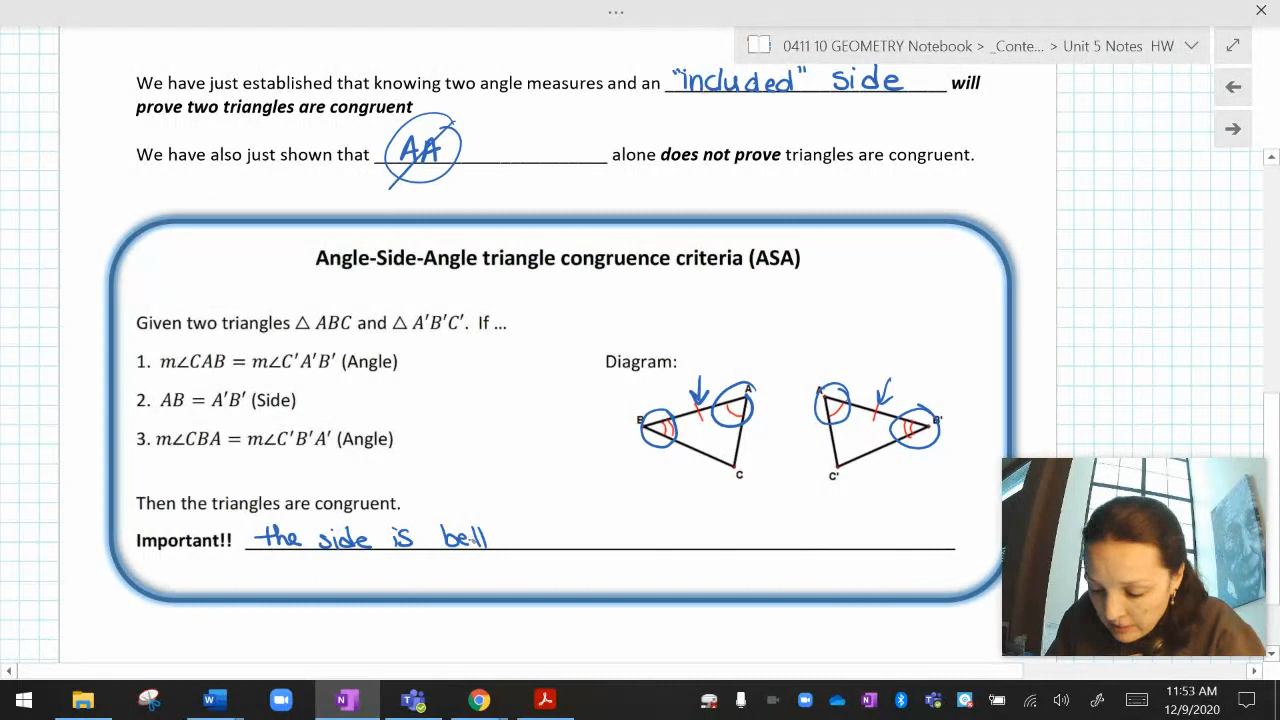 0411 10 GEOMETRY Notebook > _Conte... > Unit 5 Notes HW
We have just established that knowing two angle measures and an "included" side will
prove two triangles are congruent
We have also just shown that AA alone does not prove triangles are congruent.
Angle-Side-Angle triangle congruence criteria (ASA)
Given two triangles △ ABC and △ A′B′C′. If ...
1. m∠CAB = m∠C′A′B′ (Angle)
Diagram:
2. AB = A′B′ (Side)
3. m∠CBA = m∠C′B′A′ (Angle)
A
A'
B
B'
C
C'
Then the triangles are congruent.
Important!! the side is
11:53 AM
12/9/2020